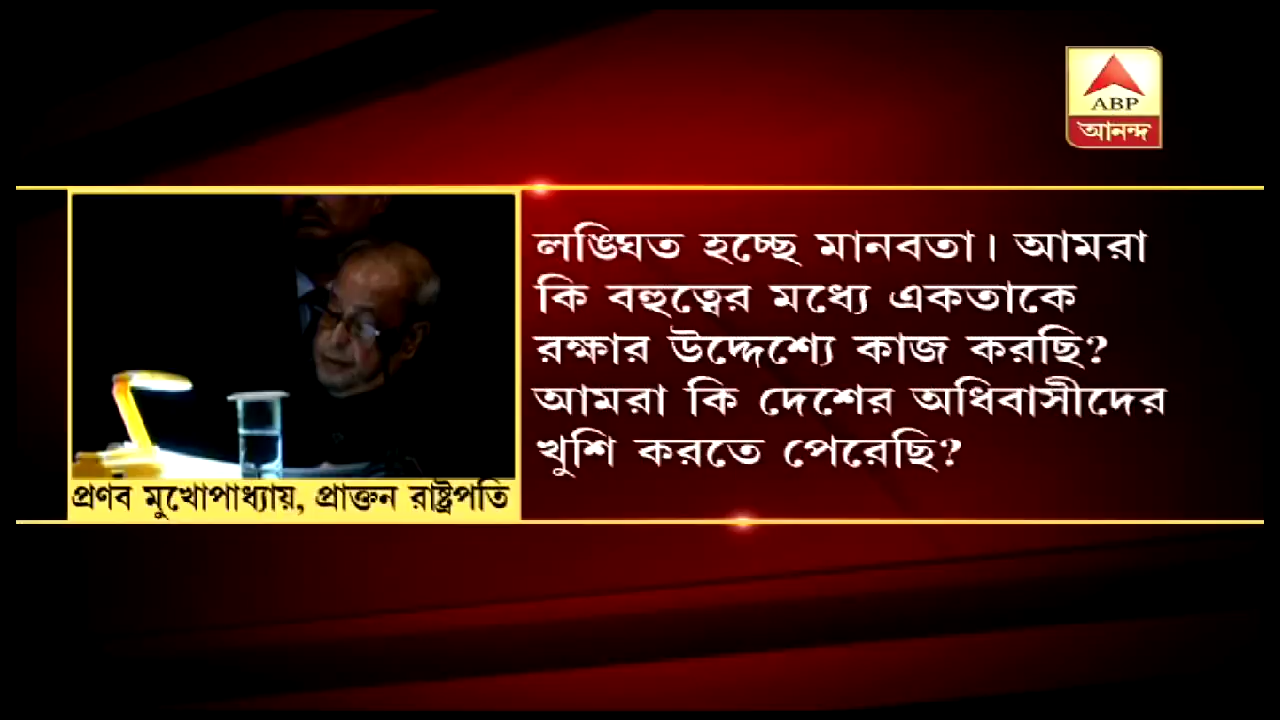 ABP
আনন্দ
লঙ্ঘিত হচ্ছে মানবতা। আমরা
কি বহুত্বের মধ্যে একতাকে
রক্ষার উদ্দেশ্যে কাজ করছি?
আমরা কি দেশের অধিবাসীদের
খুশি করতে পেরেছি?
প্রণব মুখোপাধ্যায়, প্রাক্তন রাষ্ট্রপতি